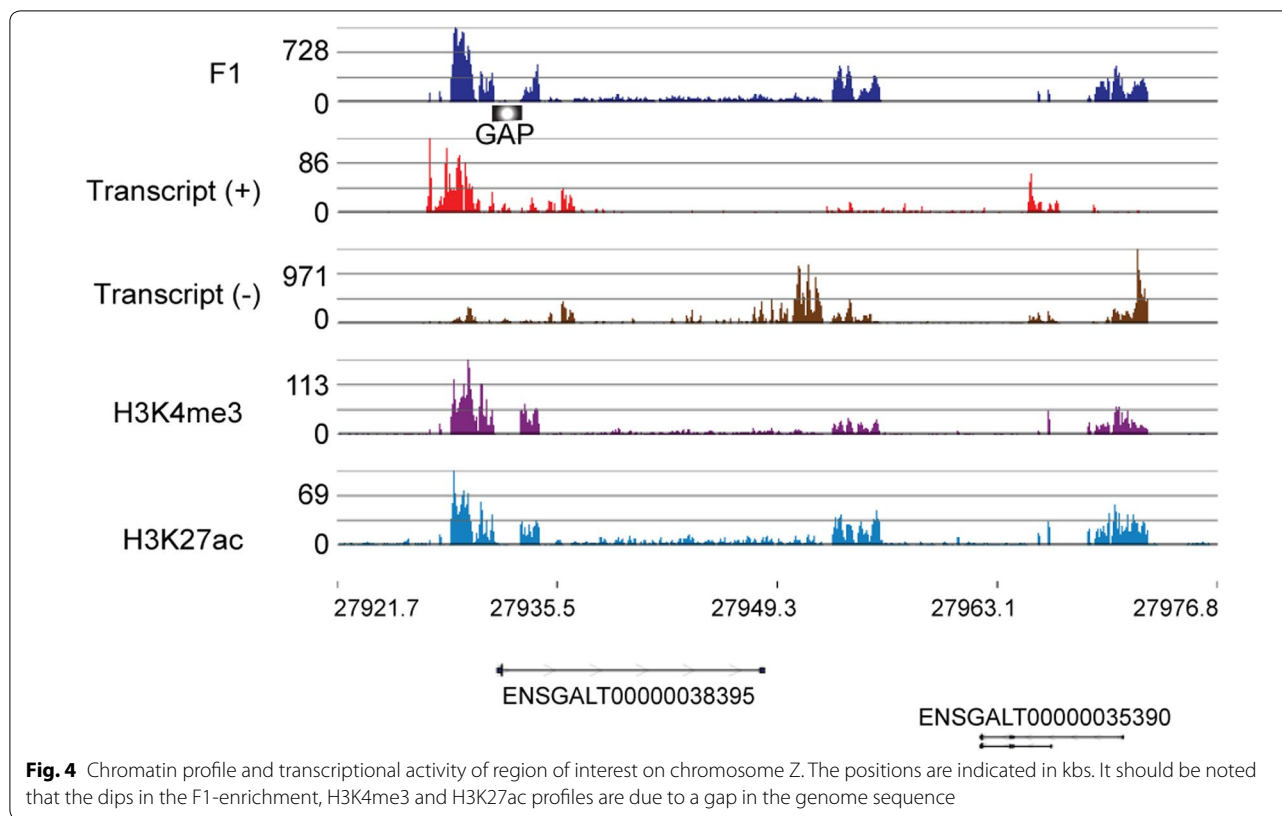 F1
728
0
GAP
Transcript (+)
86
0
Transcript (-)
971
0
H3K4me3
113
0
H3K27ac
69
0
27921.7 27935.5 27949.3 27963.1 27976.8
ENSGALT00000038395
ENSGALT00000035390
Fig. 4 Chromatin profile and transcriptional activity of region of interest on chromosome Z. The positions are indicated in kbs. It should be noted
that the dips in the F1-enrichment, H3K4me3 and H3K27ac profiles are due to a gap in the genome sequence